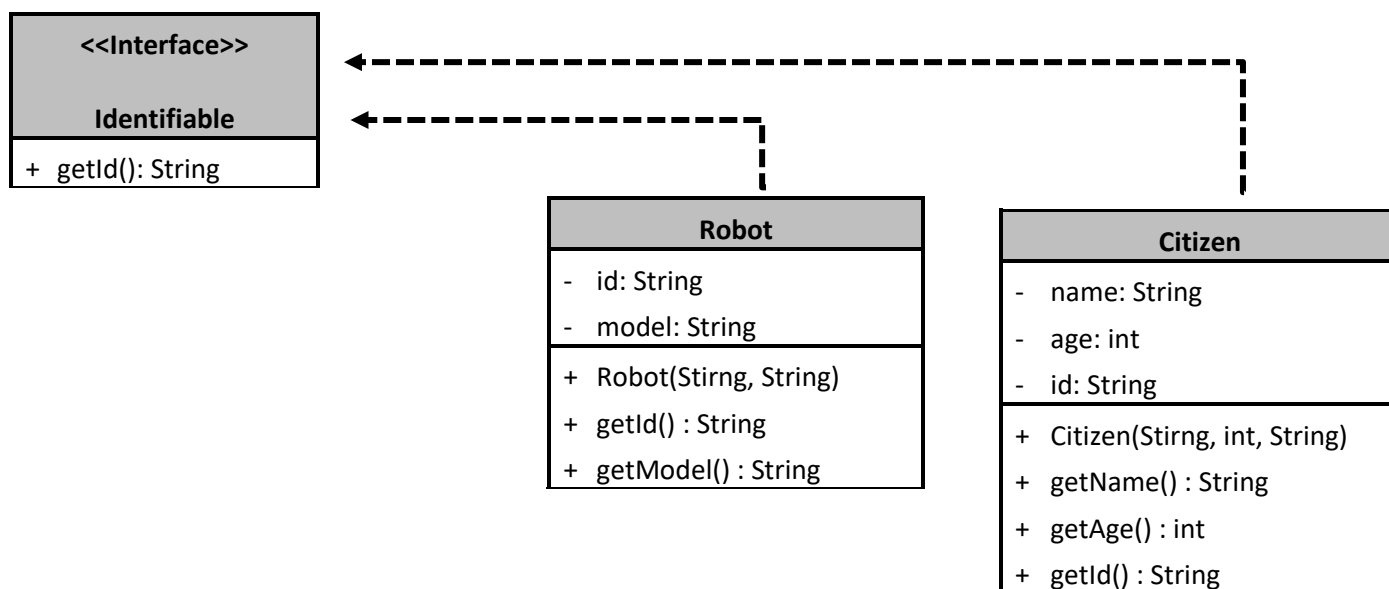 <<Interface>>
Identifiable
+ getId(): String
Robot
- id: String
- model: String
+ Robot(Stirng, String)
+ getId() : String
+ getModel() : String
Citizen
- name: String
- age: int
- id: String
+ Citizen(Stirng, int, String)
+ getName() : String
+ getAge() : int
+ getId() : String